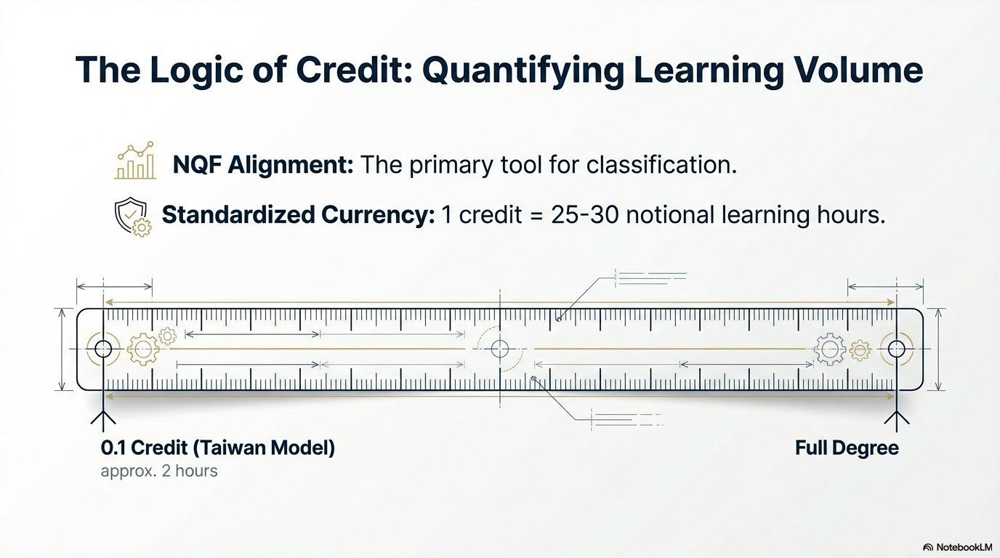 The Logic of Credit: Quantifying Learning Volume
NQF Alignment: The primary tool for classification.
Standardized Currency: 1 credit = 25-30 notional learning hours.
0.1 Credit (Taiwan Model)
approx. 2 hours
Full Degree
NotebookLM